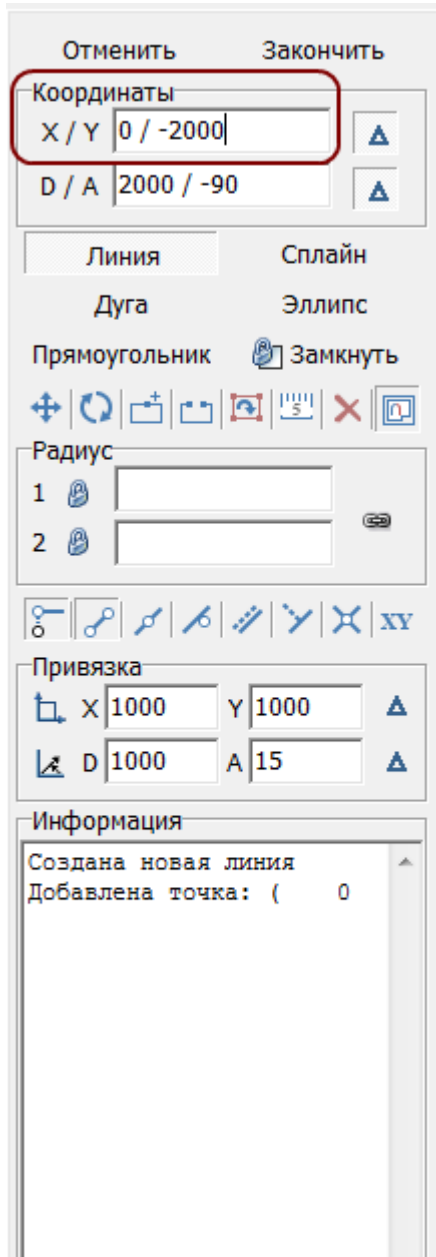 Отменить Закончить
Координаты
X / Y 0 / -2000
D / A 2000 / -90
Линия Сплайн
Дуга Эллипс
Прямоугольник Замкнуть
5
Радиус
1
2
XY
Привязка
X 1000 Y 1000
D 1000 A 15
Информация
Создана новая линия
Добавлена точка: ( 0